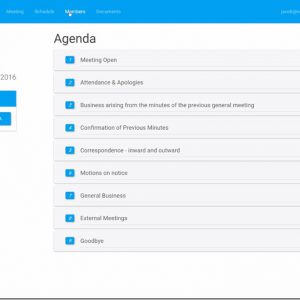 Meeting
Schedule
Members
Documents
2016
Agenda
1 Meeting Open
2 Attendance & Apologies
3 Business arising from the minutes of the previous general meeting
4 Confirmation of Previous Minutes
5 Correspondence - inward and outward
6 Motions on notice
7 General Business
8 External Meetinga
9 Goodbye